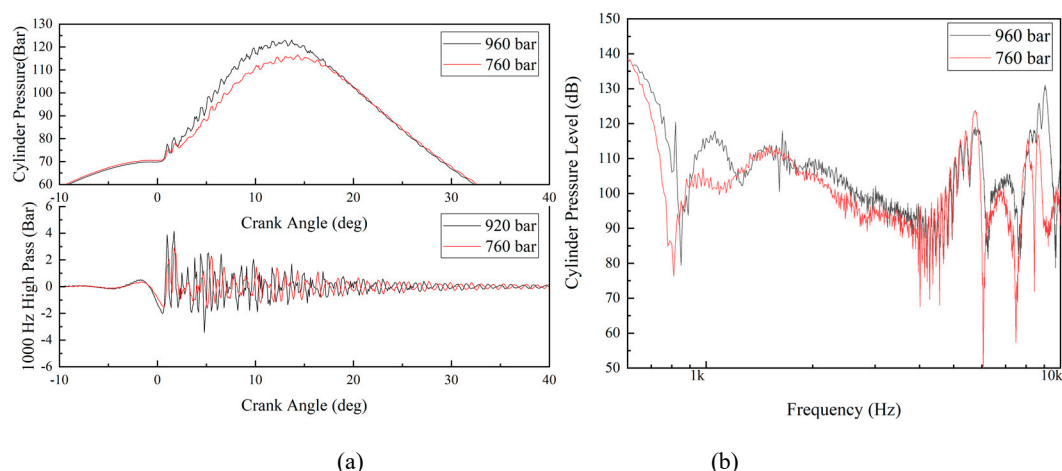 130
120
110
100
90
80
70
60
-10 0 10 20 30 40
Cylinder Pressure(Bar)
Crank Angle (deg)
960 bar
760 bar
6
4
2
0
-2
-4
-6
-10 0 10 20 30 40
1000 Hz High Pass (Bar)
Crank Angle (deg)
920 bar
760 bar
(a)
150
140
130
120
110
100
90
80
70
60
50
Cylinder Pressure Level (dB)
960 bar
760 bar
1k 10k
Frequency (Hz)
(b)